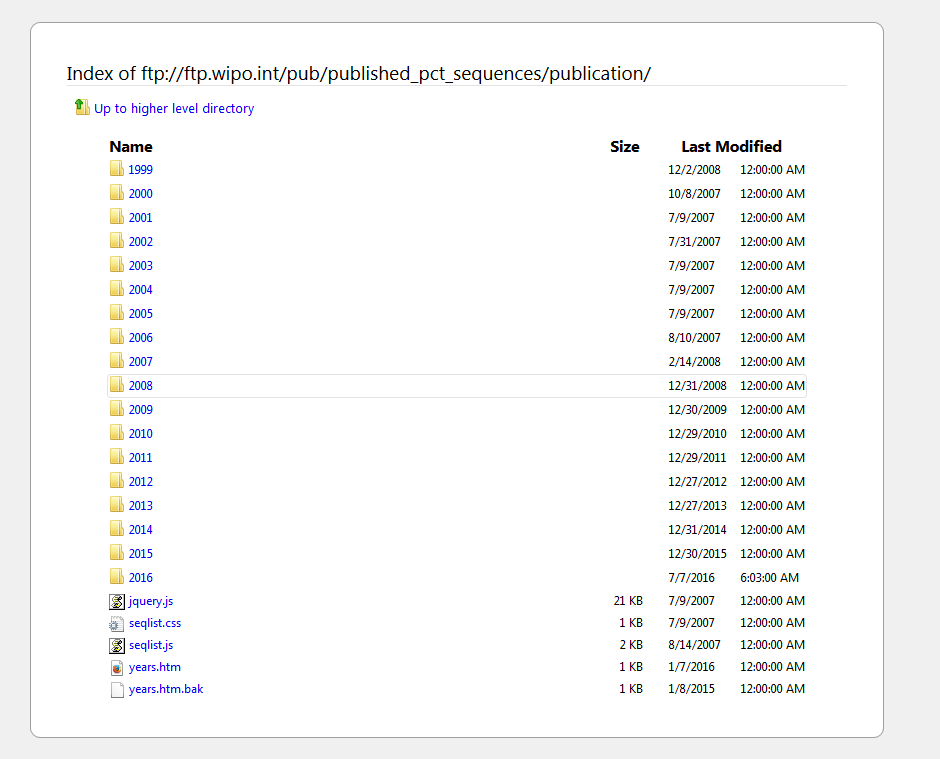 Index of ftp://ftp.wipo.int/pub/published_pct_sequences/publication/
Up to higher level directory
Name Size Last Modified
1999 12/2/2008 12:00:00 AM
2000 10/8/2007 12:00:00 AM
2001 7/9/2007 12:00:00 AM
2002 7/31/2007 12:00:00 AM
2003 7/9/2007 12:00:00 AM
2004 7/9/2007 12:00:00 AM
2005 7/9/2007 12:00:00 AM
2006 8/10/2007 12:00:00 AM
2007 2/14/2008 12:00:00 AM
2008 12/31/2008 12:00:00 AM
2009 12/30/2009 12:00:00 AM
2010 12/29/2010 12:00:00 AM
2011 12/29/2011 12:00:00 AM
2012 12/27/2012 12:00:00 AM
2013 12/27/2013 12:00:00 AM
2014 12/31/2014 12:00:00 AM
2015 12/30/2015 12:00:00 AM
2016 7/7/2016 6:03:00 AM
jquery.js 21 KB 7/9/2007 12:00:00 AM
seqlist.css 1 KB 7/9/2007 12:00:00 AM
seqlist.js 2 KB 8/14/2007 12:00:00 AM
years.htm 1 KB 1/7/2016 12:00:00 AM
years.htm.bak 1 KB 1/8/2015 12:00:00 AM